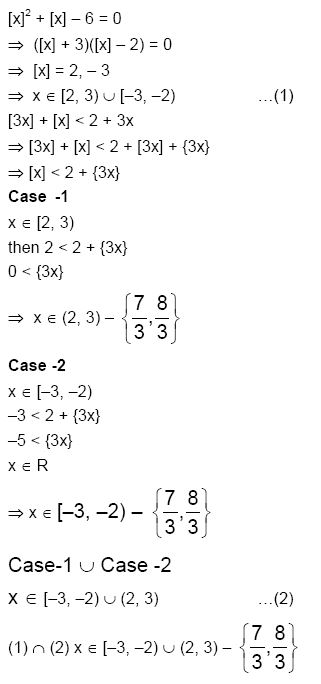 [x]² + [x] – 6 = 0
⇒ ([x] + 3)([x] – 2) = 0
⇒ [x] = 2, – 3
⇒ x ∈ [2, 3) ∪ [–3, –2) …(1)
[3x] + [x] < 2 + 3x
⇒ [3x] + [x] < 2 + [3x] + {3x}
⇒ [x] < 2 + {3x}
Case -1
x ∈ [2, 3)
then 2 < 2 + {3x}
0 < {3x}
⇒ x ∈ (2, 3) – {7/3, 8/3}
Case -2
x ∈ [–3, –2)
–3 < 2 + {3x}
–5 < {3x}
x ∈ R
⇒ x ∈ [–3, –2) – {7/3, 8/3}
Case-1 ∪ Case -2
x ∈ [–3, –2) ∪ (2, 3) …(2)
(1) ∩ (2) x ∈ [–3, –2) ∪ (2, 3) – {7/3, 8/3}